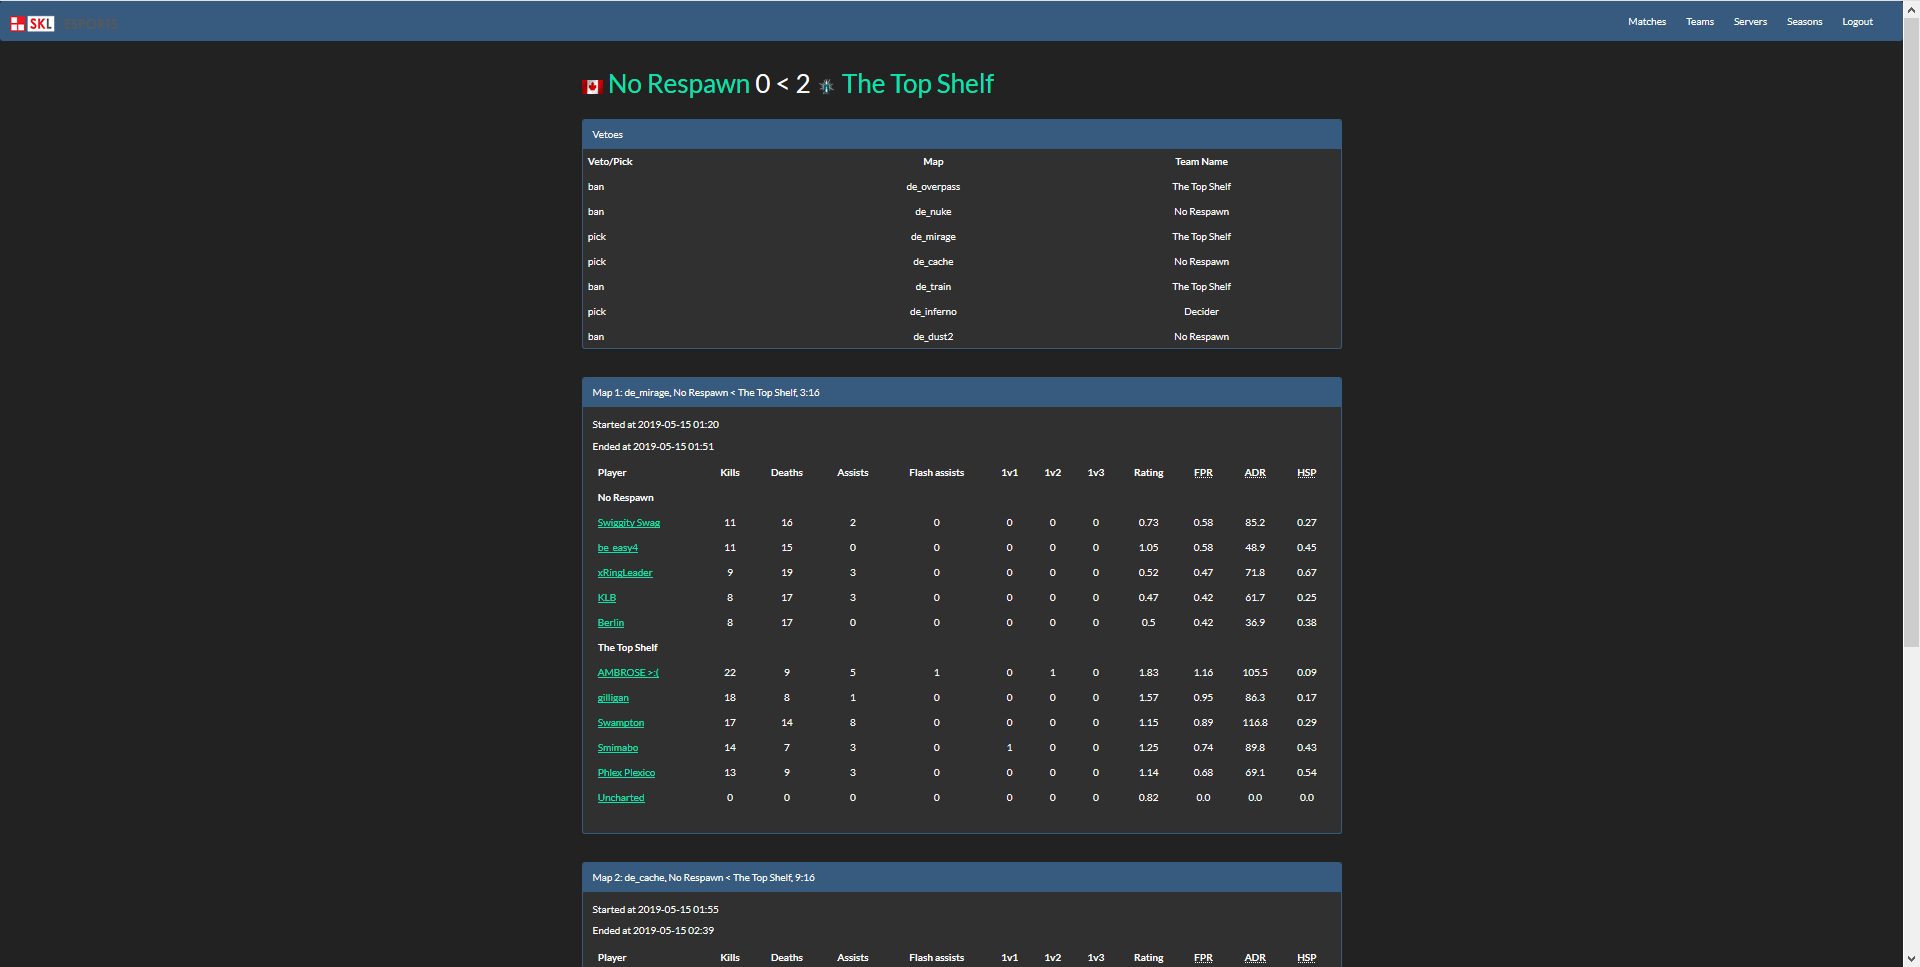 SKL ESPORTS Matches Teams Servers Seasons Logout
No Respawn 0 < 2 The Top Shelf
Vetoes
Veto/Pick Map Team Name
ban de_overpass The Top Shelf
ban de_nuke No Respawn
pick de_mirage The Top Shelf
pick de_cache No Respawn
ban de_train The Top Shelf
pick de_inferno Decider
ban de_dust2 No Respawn
Map 1: de_mirage, No Respawn < The Top Shelf, 3:16
Started at 2019-05-15 01:20
Ended at 2019-05-15 01:51
Player Kills Deaths Assists Flash assists 1v1 1v2 1v3 Rating FPR ADR HSP
No Respawn
Swiggity Swag 11 16 2 0 0 0 0 0.73 0.58 85.2 0.27
be_easy4 11 15 0 0 0 0 0 1.05 0.58 48.9 0.45
xRingLeader 9 19 3 0 0 0 0 0.52 0.47 71.8 0.67
KLB 8 17 3 0 0 0 0 0.47 0.42 61.7 0.25
Berlin 8 17 0 0 0 0 0 0.5 0.42 36.9 0.38
The Top Shelf
AMBROSE >:( 22 9 5 1 0 1 0 1.83 1.16 105.5 0.09
gilligan 18 8 1 0 0 0 0 1.57 0.95 86.3 0.17
Swampton 17 14 8 0 0 0 0 1.15 0.89 116.8 0.29
Smimabo 14 7 3 0 1 0 0 1.25 0.74 89.8 0.43
Phlex Plexico 13 9 3 0 0 0 0 1.14 0.68 69.1 0.54
Uncharted 0 0 0 0 0 0 0 0.82 0.0 0.0 0.0
Map 2: de_cache, No Respawn < The Top Shelf, 9:16
Started at 2019-05-15 01:55
Ended at 2019-05-15 02:39
Player Kills Deaths Assists Flash assists 1v1 1v2 1v3 Rating FPR ADR HSP